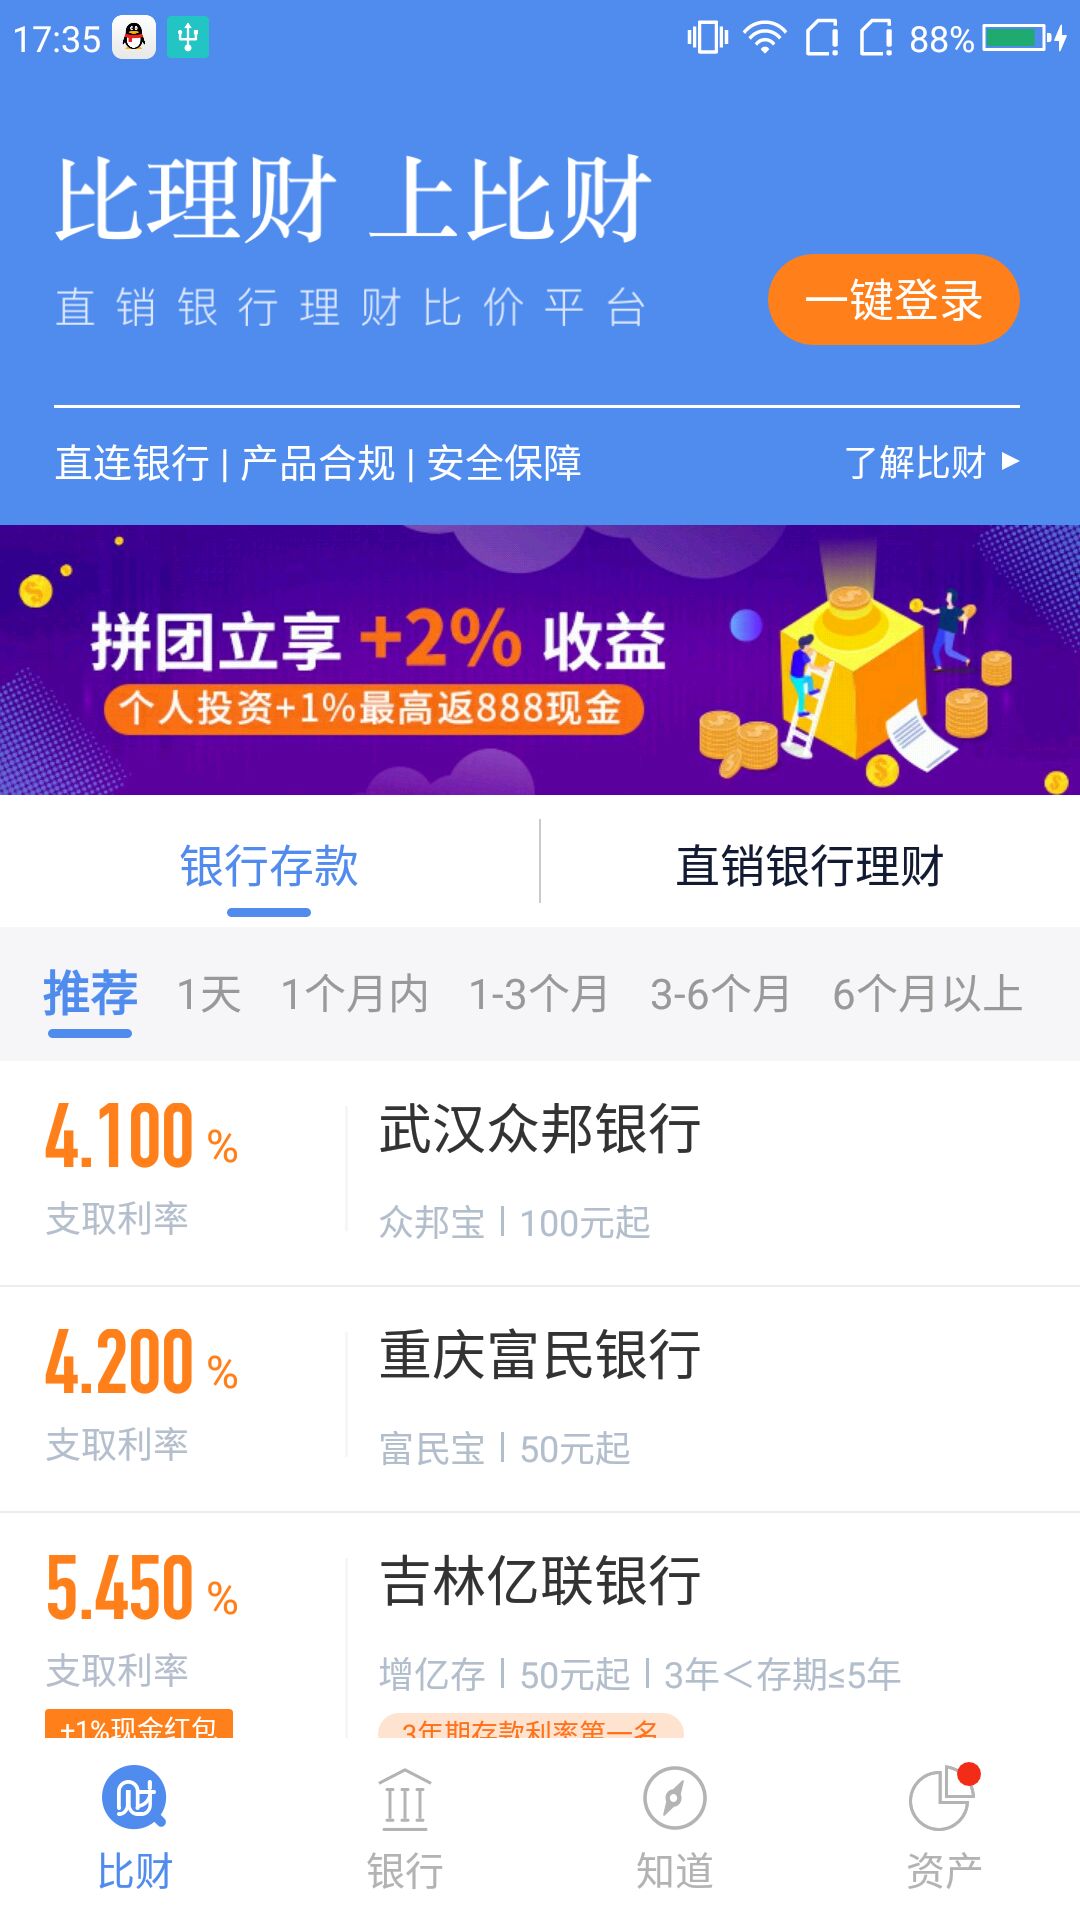 17:35
88%
比理财 上比财
直销银行理财比价平台
一键登录
直连银行 | 产品合规 | 安全保障
了解比财 ▶
拼团立享 +2% 收益
个人投资+1%最高返888现金
银行存款
直销银行理财
推荐 1天 1个月内 1-3个月 3-6个月 6个月以上
4.100 %
武汉众邦银行
支取利率
众邦宝 | 100元起
4.200 %
重庆富民银行
支取利率
富民宝 | 50元起
5.450 %
吉林亿联银行
支取利率
增亿存 | 50元起 | 3年＜存期≤5年
+1%现金红包
3年期存款利率第一名
比财 银行 知道 资产